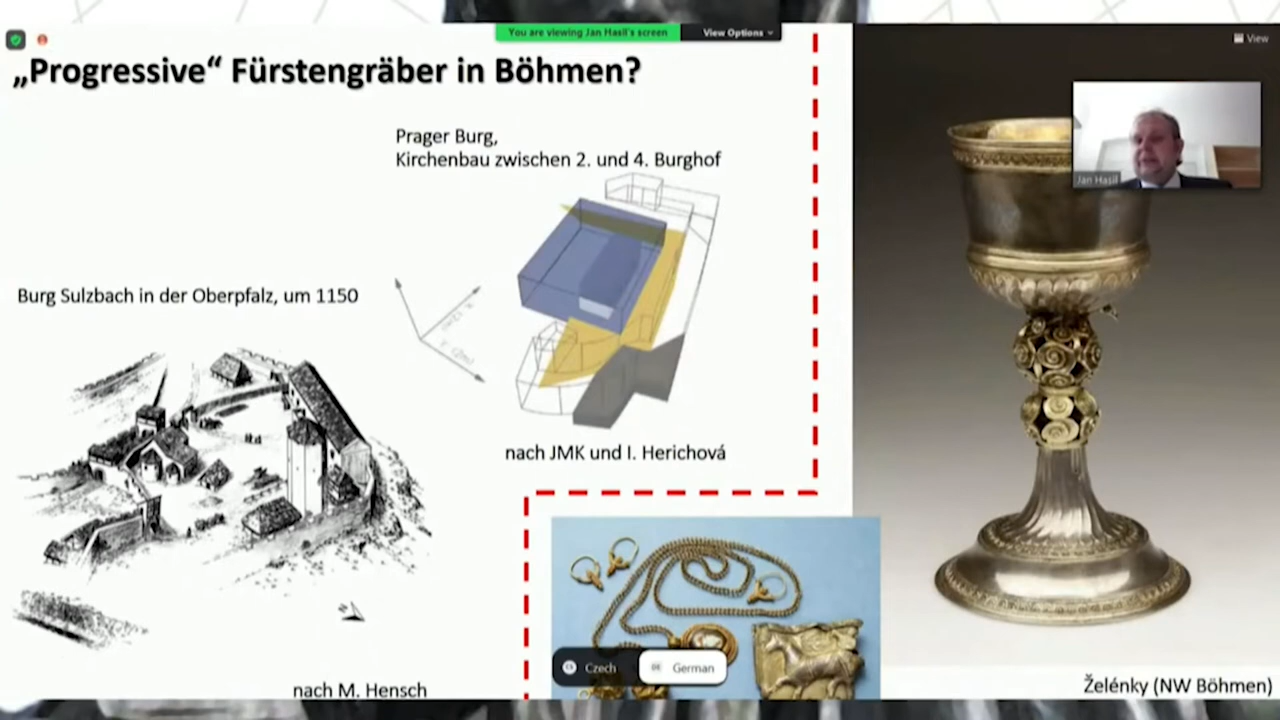 You are viewing Jan Hasil's screen
View Options
View
„Progressive“ Fürstengräber in Böhmen?
Prager Burg,
Kirchenbau zwischen 2. und 4. Burghof
Jan Hasil
Burg Sulzbach in der Oberpfalz, um 1150
nach JMK und I. Herichová
Czech
German
Želénky (NW Böhmen)
nach M. Hensch